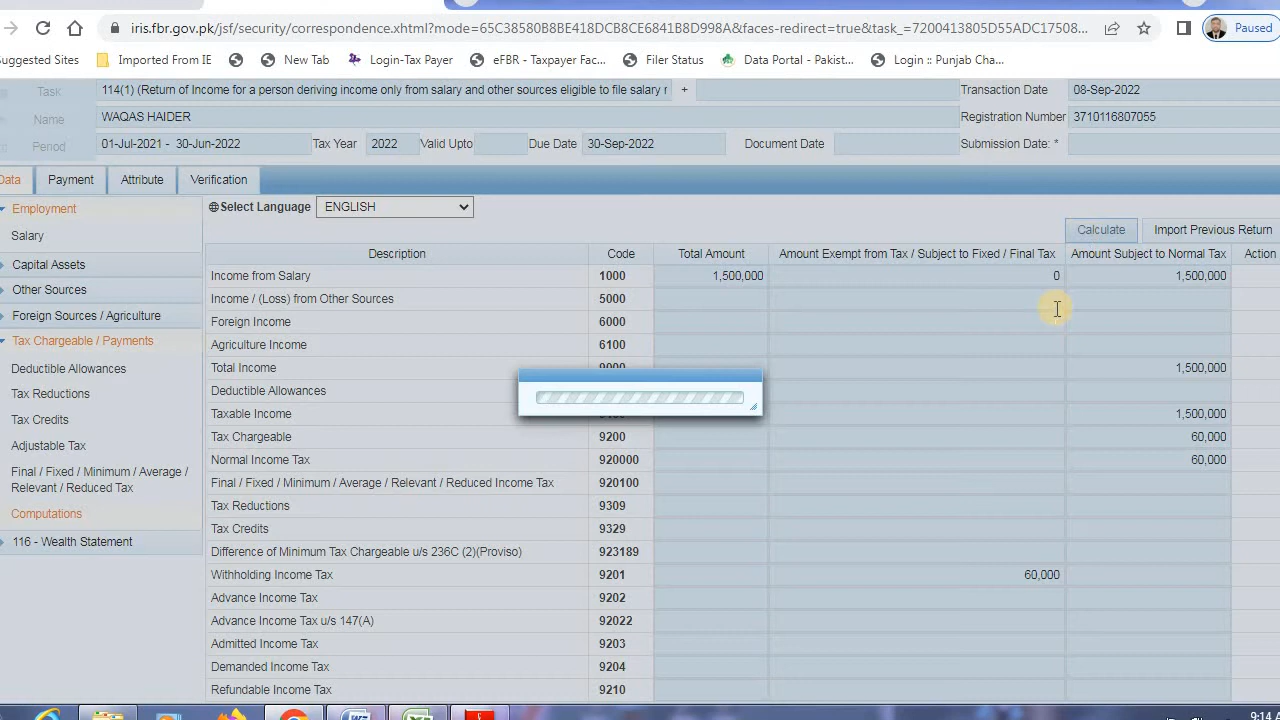 iris.fbr.gov.pk/jsf/security/correspondence.xhtml?mode=65C38580B8BE418DCB8CE6841B8D998A&faces-redirect=true&task_=7200413805D55ADC17508... Paused
uggested Sites Imported From IE New Tab Login-Tax Payer eFBR - Taxpayer Fac... Filer Status Data Portal - Pakist... Login :: Punjab Cha...
Task 114(1) (Return of Income for a person deriving income only from salary and other sources eligible to file salary r + Transaction Date 08-Sep-2022
Name WAQAS HAIDER Registration Number 3710116807055
Period 01-Jul-2021 - 30-Jun-2022 Tax Year 2022 Valid Upto Due Date 30-Sep-2022 Document Date Submission Date: *
Data Payment Attribute Verification
Select Language ENGLISH
Employment
Salary
Capital Assets
Other Sources
Foreign Sources / Agriculture
Tax Chargeable / Payments
Deductible Allowances
Tax Reductions
Tax Credits
Adjustable Tax
Final / Fixed / Minimum / Average /
Relevant / Reduced Tax
Computations
116 - Wealth Statement
Calculate Import Previous Return
Description Code Total Amount Amount Exempt from Tax / Subject to Fixed / Final Tax Amount Subject to Normal Tax Action
Income from Salary 1000 1,500,000 0 1,500,000
Income / (Loss) from Other Sources 5000
Foreign Income 6000
Agriculture Income 6100
Total Income 9000 1,500,000
Deductible Allowances
Taxable Income 1,500,000
Tax Chargeable 9200 60,000
Normal Income Tax 920000 60,000
Final / Fixed / Minimum / Average / Relevant / Reduced Income Tax 920100
Tax Reductions 9309
Tax Credits 9329
Difference of Minimum Tax Chargeable u/s 236C (2)(Proviso) 923189
Withholding Income Tax 9201 60,000
Advance Income Tax 9202
Advance Income Tax u/s 147(A) 92022
Admitted Income Tax 9203
Demanded Income Tax 9204
Refundable Income Tax 9210
9:14